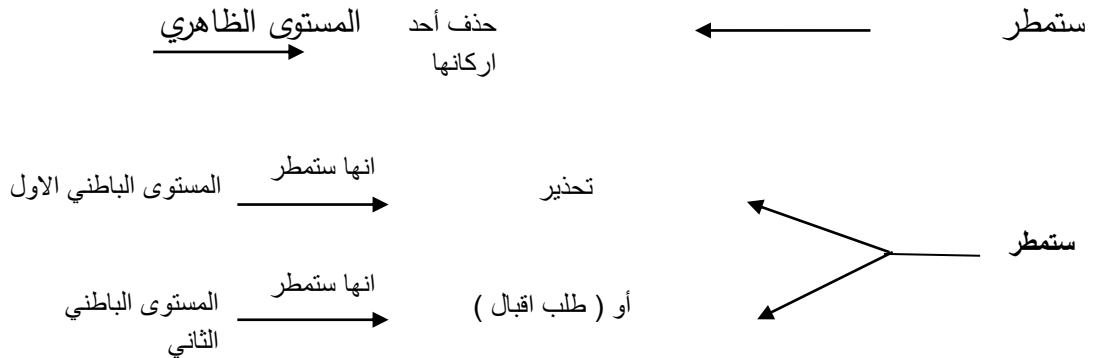 ستمطر
حذف أحد
اركانها
المستوى الظاهري
تحذير
انها ستمطر
المستوى الباطني الاول
ستمطر
أو ( طلب اقبال )
انها ستمطر
المستوى الباطني
الثاني